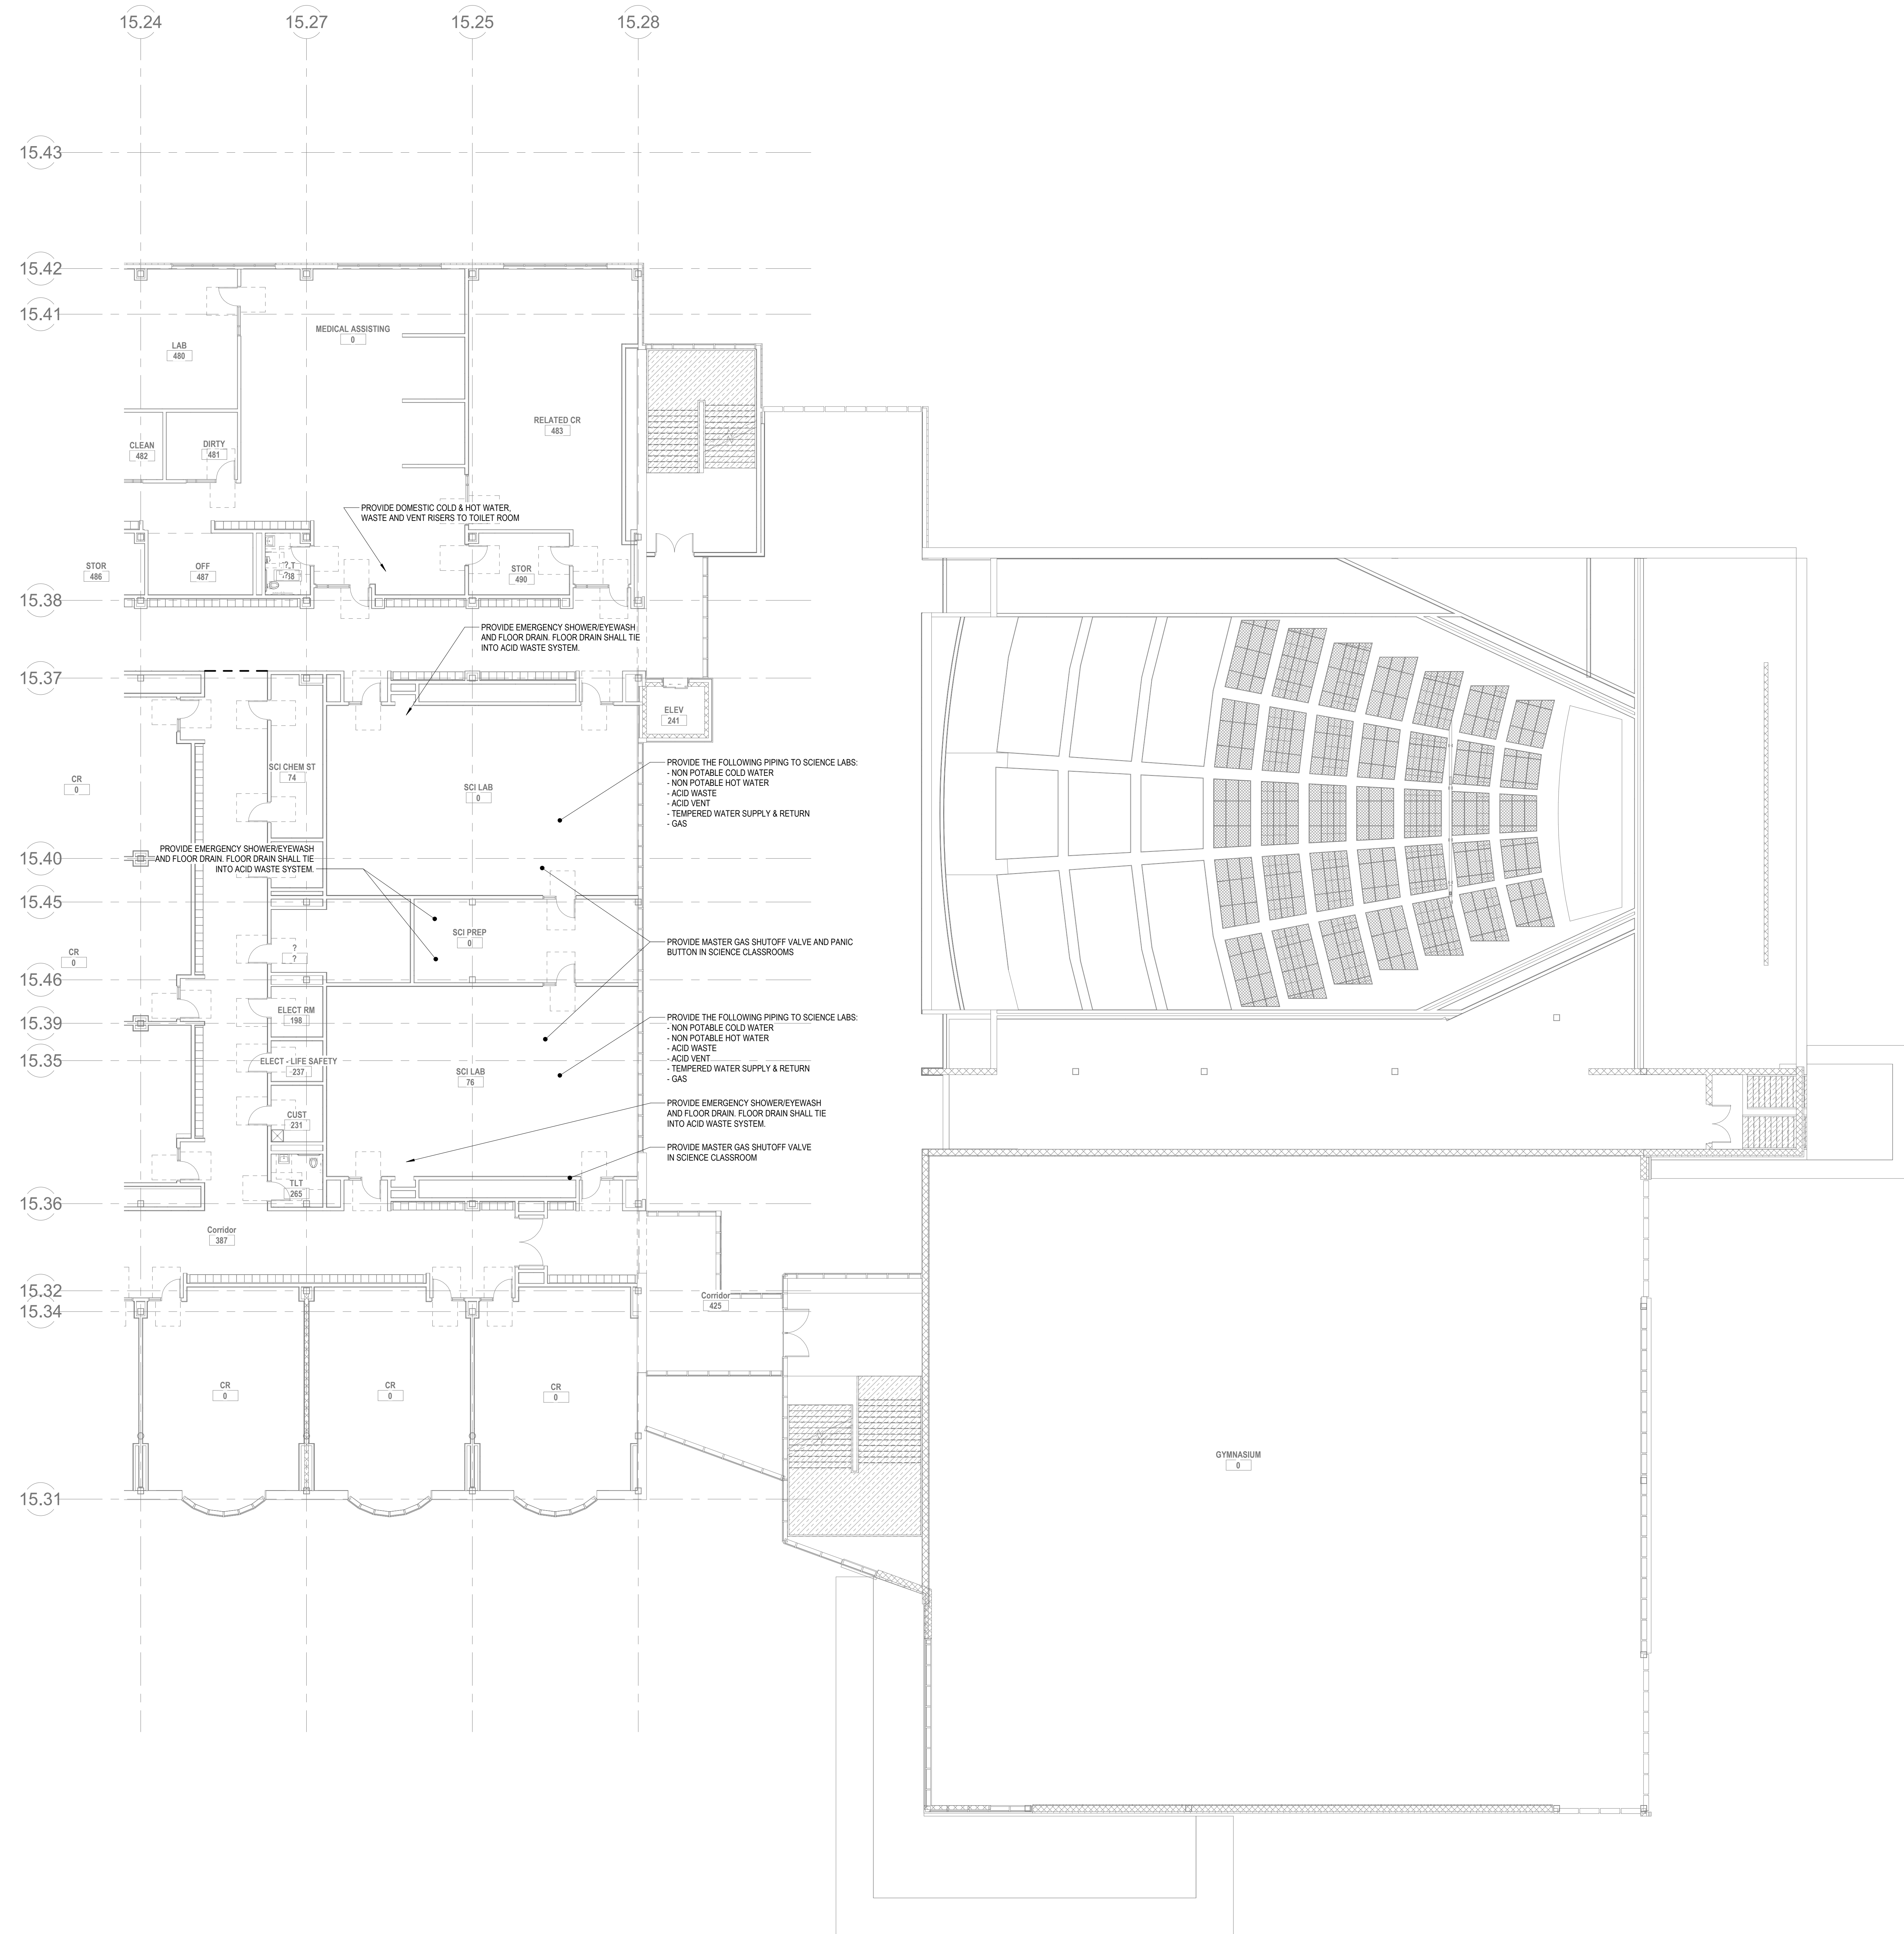 15.24
15.27
15.25
15.28
15.43
15.42
15.41
MEDICAL ASSISTING
0
LAB
480
RELATED CR
483
CLEAN
482
DIRTY
481
PROVIDE DOMESTIC COLD & HOT WATER,
WASTE AND VENT RISERS TO TOILET ROOM
STOR
486
OFF
487
?
?
STOR
490
15.38
PROVIDE EMERGENCY SHOWER/EYEWASH
AND FLOOR DRAIN. FLOOR DRAIN SHALL TIE
INTO ACID WASTE SYSTEM.
15.37
ELEV
241
CR
0
SCI CHEM ST
74
SCI LAB
0
PROVIDE THE FOLLOWING PIPING TO SCIENCE LABS:
- NON POTABLE COLD WATER
- NON POTABLE HOT WATER
- ACID WASTE
- ACID VENT
- TEMPERED WATER SUPPLY & RETURN
- GAS
15.40
PROVIDE EMERGENCY SHOWER/EYEWASH
AND FLOOR DRAIN. FLOOR DRAIN SHALL TIE
INTO ACID WASTE SYSTEM.
15.45
SCI PREP
0
PROVIDE MASTER GAS SHUTOFF VALVE AND PANIC
BUTTON IN SCIENCE CLASSROOMS
CR
0
?
?
15.46
ELECT RM
198
15.39
PROVIDE THE FOLLOWING PIPING TO SCIENCE LABS:
- NON POTABLE COLD WATER
- NON POTABLE HOT WATER
- ACID WASTE
- ACID VENT
- TEMPERED WATER SUPPLY & RETURN
- GAS
15.35
ELECT - LIFE SAFETY
237
SCI LAB
76
CUST
231
PROVIDE EMERGENCY SHOWER/EYEWASH
AND FLOOR DRAIN. FLOOR DRAIN SHALL TIE
INTO ACID WASTE SYSTEM.
PROVIDE MASTER GAS SHUTOFF VALVE
IN SCIENCE CLASSROOM
TLT
265
15.36
Corridor
387
15.32
15.34
Corridor
425
CR
0
CR
0
CR
0
GYMNASIUM
0
15.31